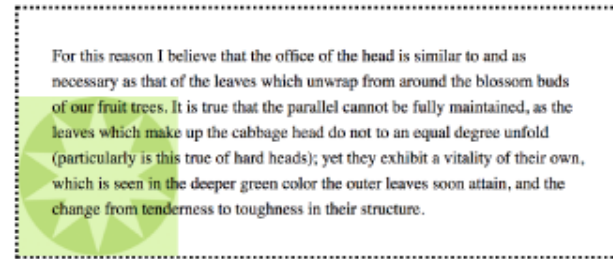 For this reason I believe that the office of the head is similar to and as
necessary as that of the leaves which unwrap from around the blossom buds
of our fruit trees. It is true that the parallel cannot be fully maintained, as the
leaves which make up the cabbage head do not to an equal degree unfold
(particularly is this true of hard heads); yet they exhibit a vitality of their own,
which is seen in the deeper green color the outer leaves soon attain, and the
change from tenderness to toughness in their structure.